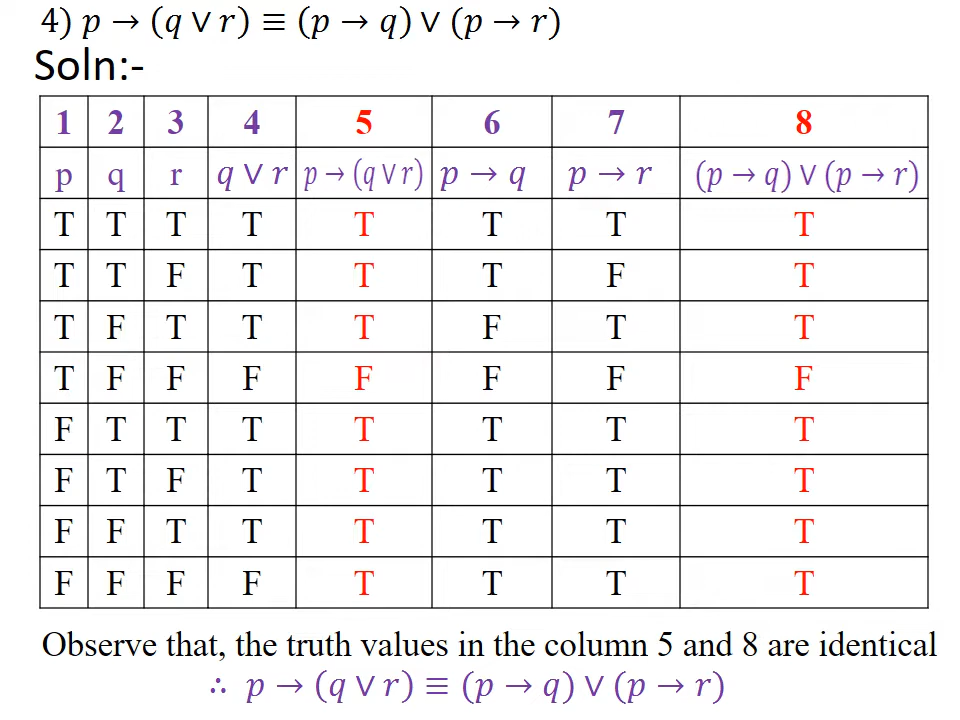 4) p → (q ∨ r) ≡ (p → q) ∨ (p → r)
Soln:-
1 2 3 4 5 6 7 8
p q r q ∨ r p → (q ∨ r) p → q p → r (p → q) ∨ (p → r)
T T T T T T T T
T T F T T T F T
T F T T T F T T
T F F F F F F F
F T T T T T T T
F T F T T T T T
F F T T T T T T
F F F F T T T T
Observe that, the truth values in the column 5 and 8 are identical
∴ p → (q ∨ r) ≡ (p → q) ∨ (p → r)